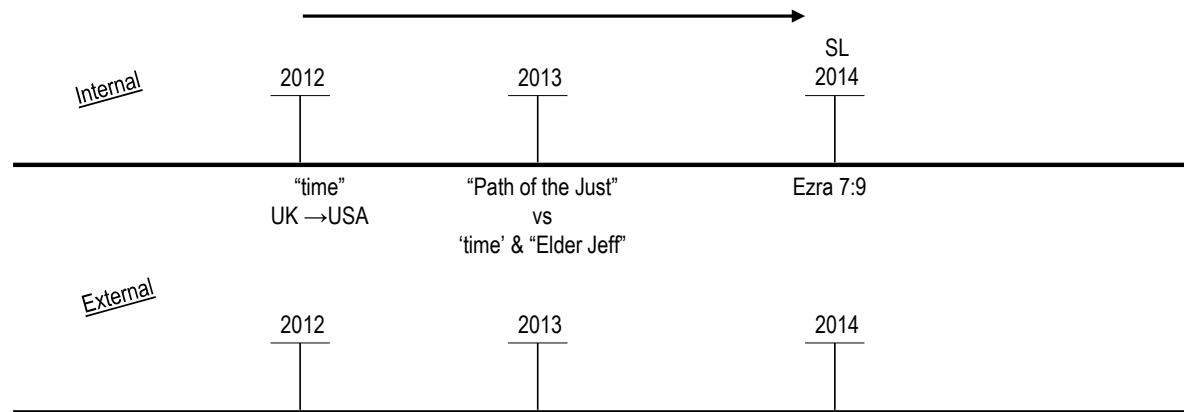 SL
Internal
2012
2013
2014
“time”
UK →USA
“Path of the Just”
vs
‘time’ & “Elder Jeff”
Ezra 7:9
External
2012
2013
2014